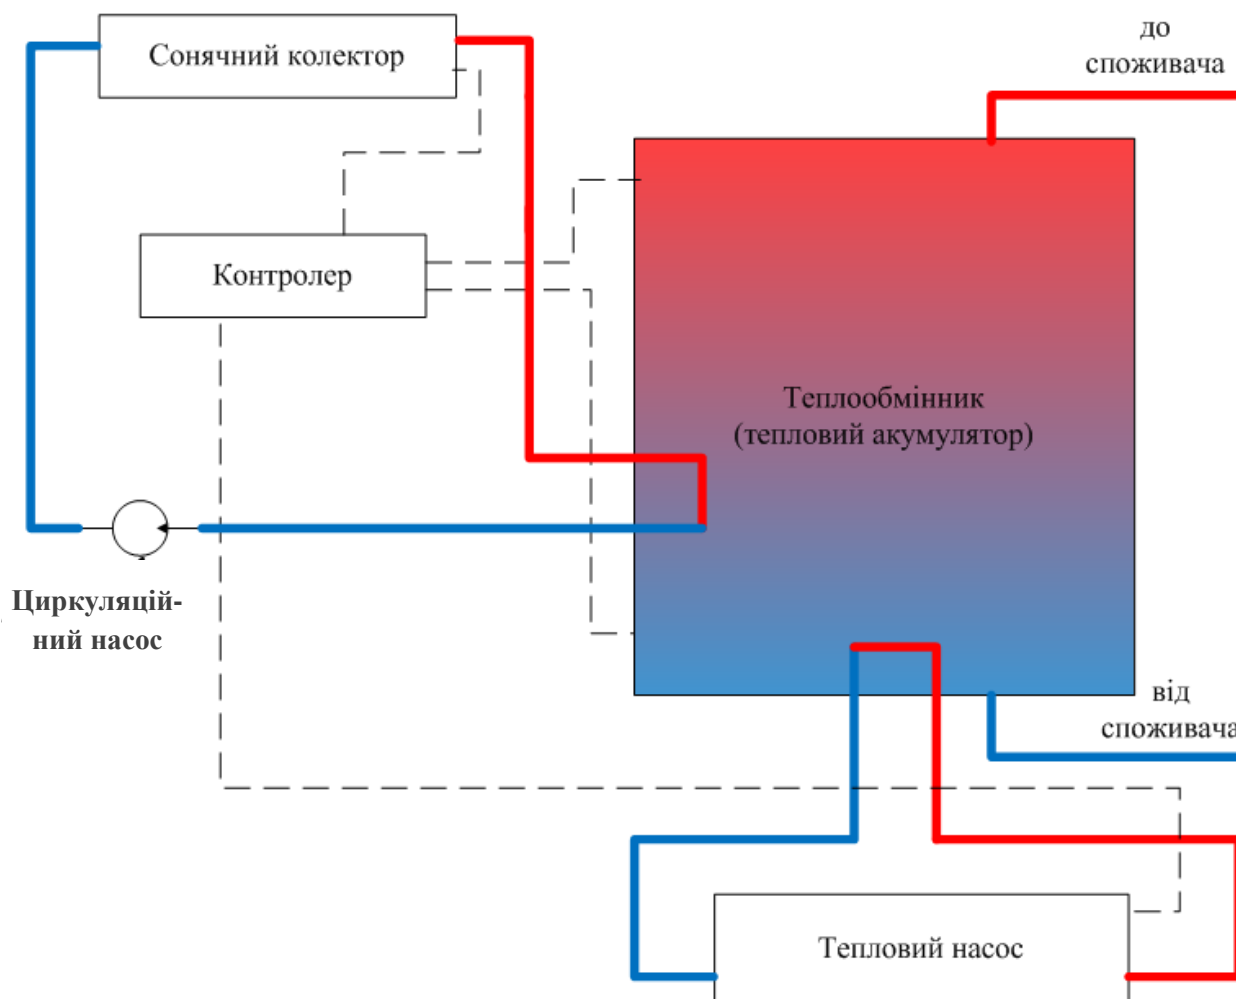 до
споживача
Сонячний колектор
Контролер
Теплообмінник
(тепловий акумулятор)
Циркуляцій-
ний насос
від
споживача
Тепловий насос